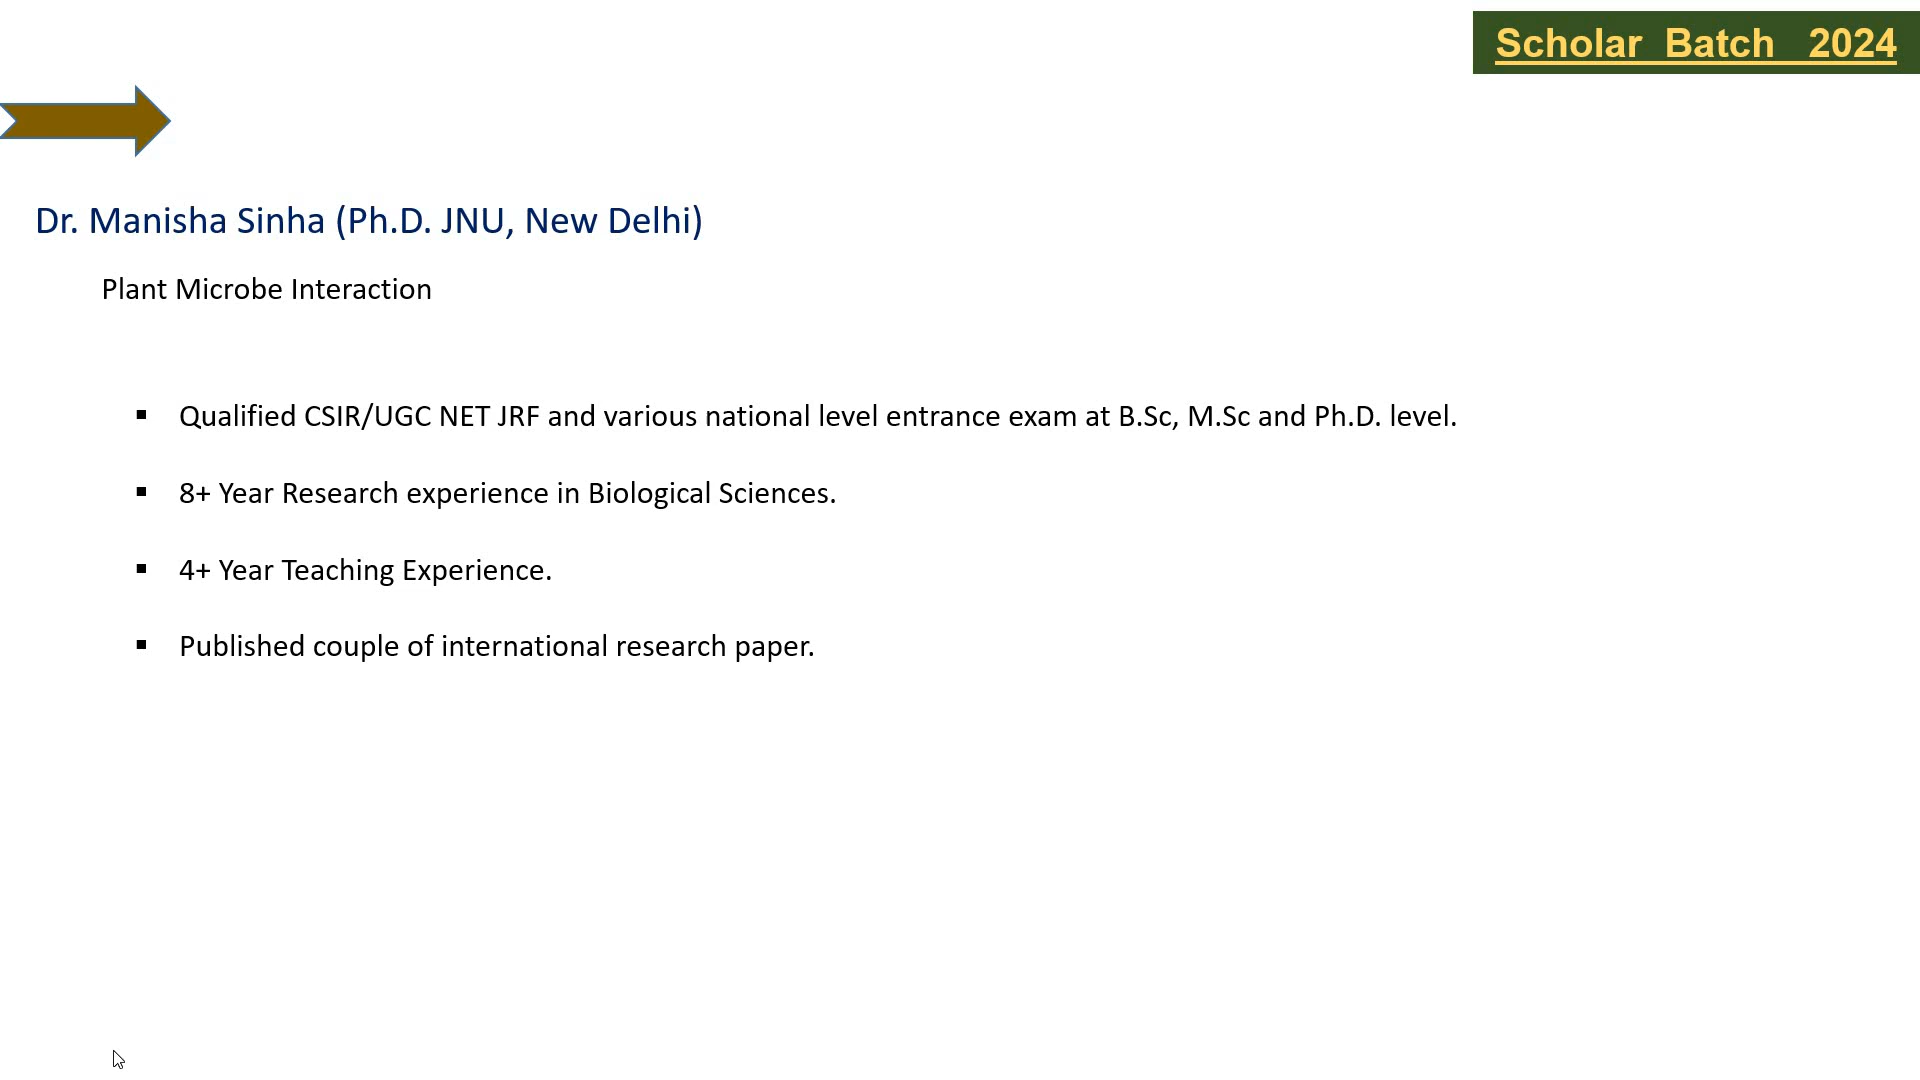 Scholar Batch 2024
Dr. Manisha Sinha (Ph.D. JNU, New Delhi)
Plant Microbe Interaction
▪ Qualified CSIR/UGC NET JRF and various national level entrance exam at B.Sc, M.Sc and Ph.D. level.
▪ 8+ Year Research experience in Biological Sciences.
▪ 4+ Year Teaching Experience.
▪ Published couple of international research paper.